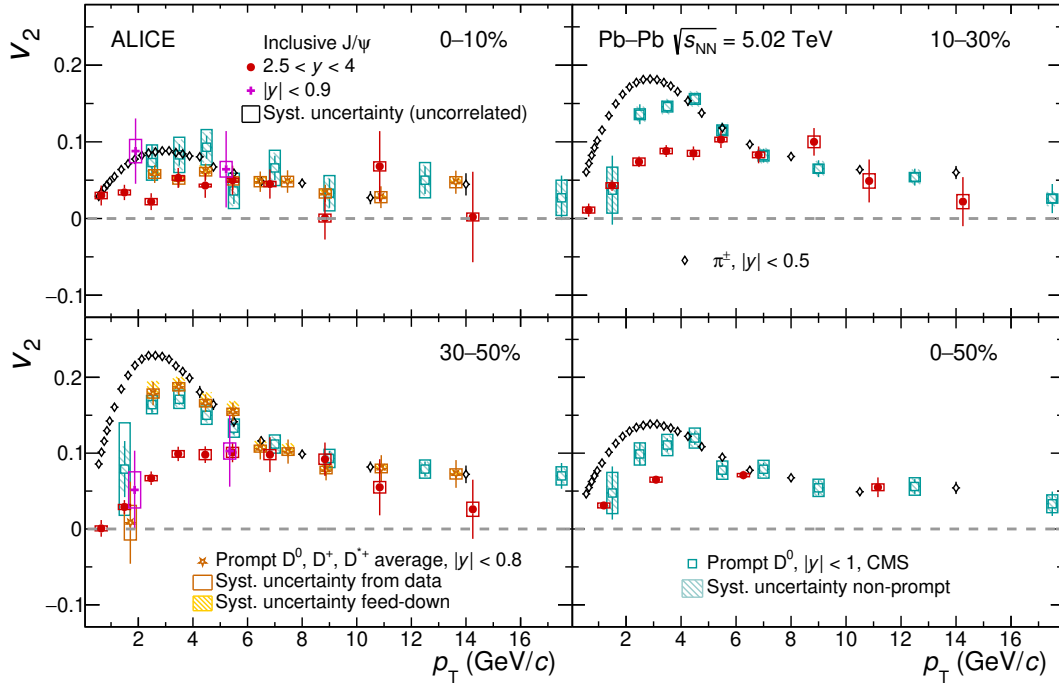 v₂
ALICE
Inclusive J/ψ
0–10%
2.5 < y < 4
|y| < 0.9
Syst. uncertainty (uncorrelated)
0.2
0.1
0
−0.1
Pb–Pb √s_NN = 5.02 TeV
10–30%
π±, |y| < 0.5
v₂
30–50%
0.2
0.1
0
−0.1
Prompt D⁰, D⁺, D*⁺ average, |y| < 0.8
Syst. uncertainty from data
Syst. uncertainty feed-down
0–50%
Prompt D⁰, |y| < 1, CMS
Syst. uncertainty non-prompt
2 4 6 8 10 12 14 16
p_T (GeV/c)
2 4 6 8 10 12 14 16
p_T (GeV/c)